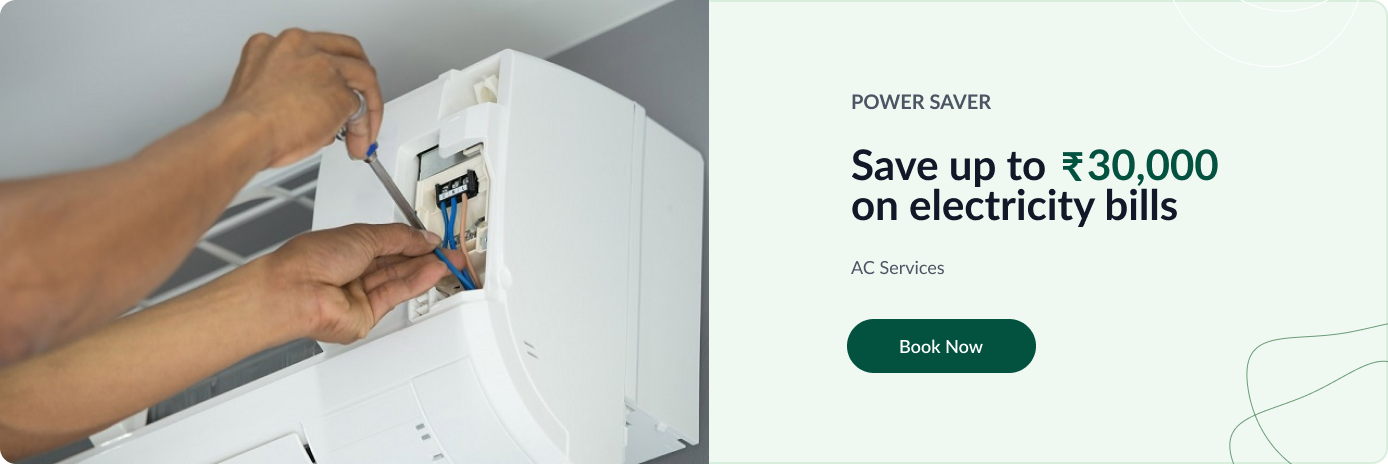 POWER SAVER
Save up to ₹30,000
on electricity bills
AC Services
Book Now